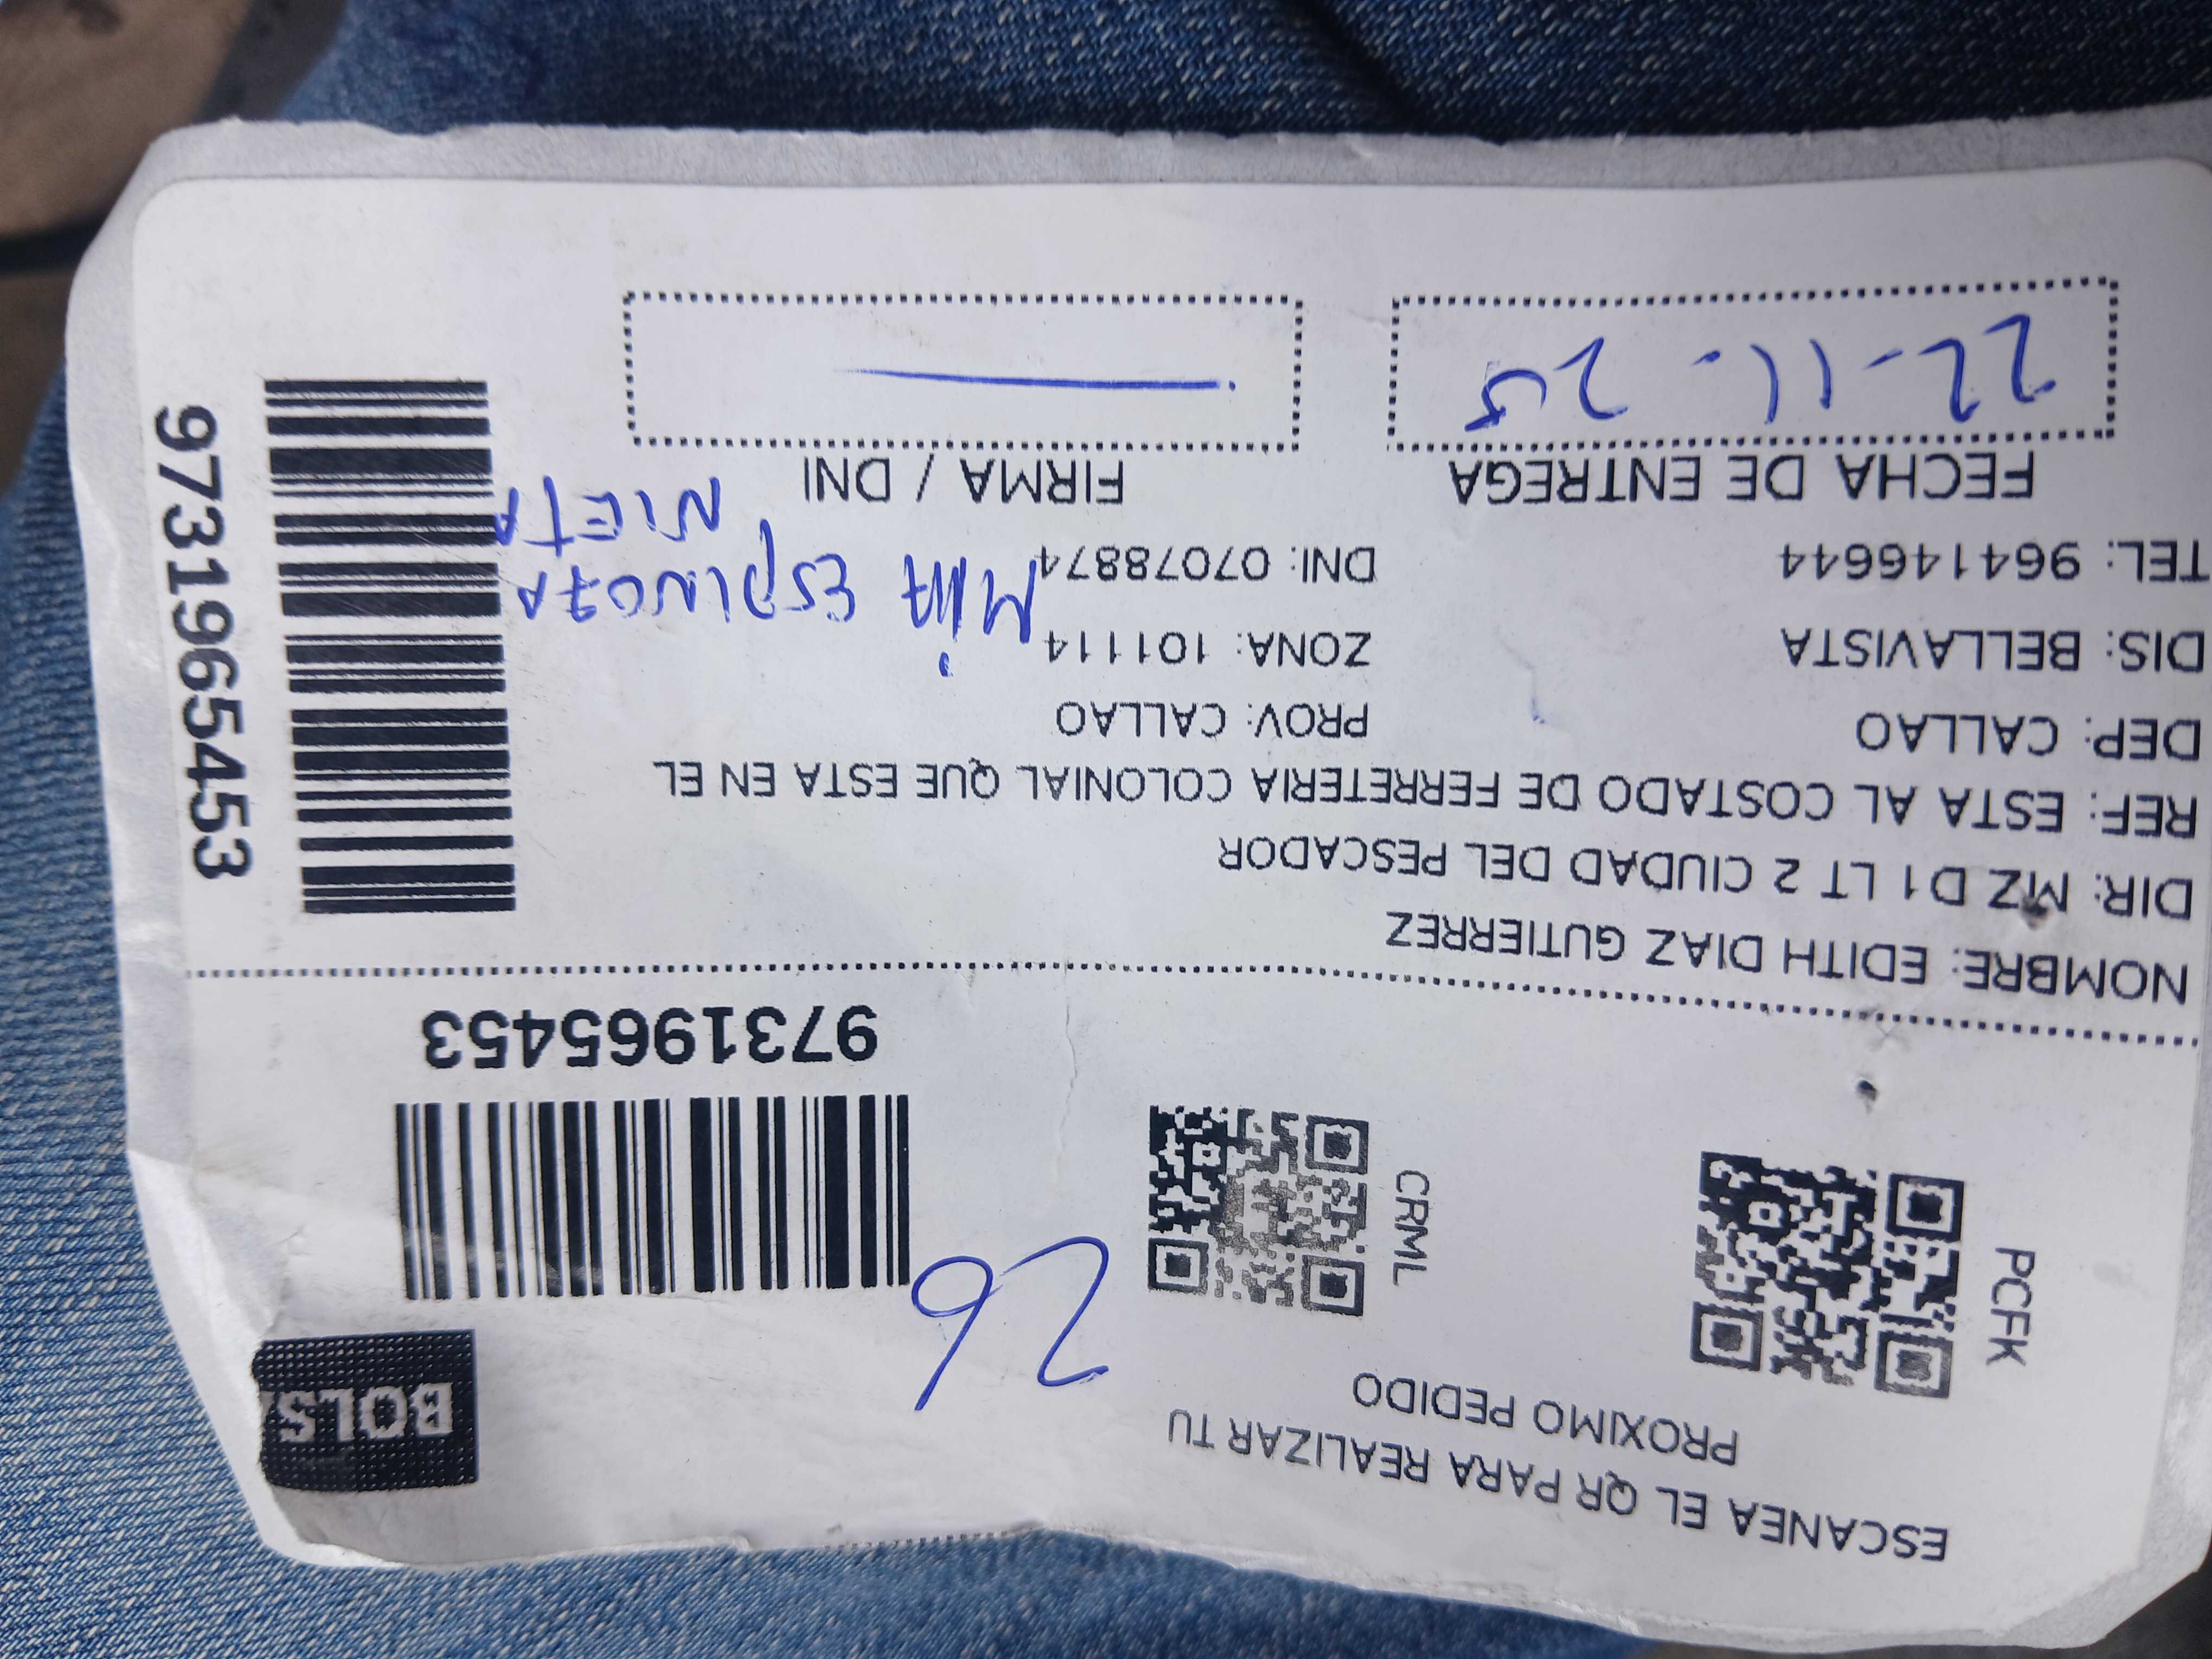 ESCANEA EL QR PARA REALIZAR TU
PROXIMO PEDIDO
PCFK
CRML
26
9731965453
NOMBRE: EDITH DIAZ GUTIERREZ
DIR: MZ D1 LT 2 CIUDAD DEL PESCADOR
REF: ESTA AL COSTADO DE FERRETERIA COLONIAL QUE ESTA EN EL
DEP: CALLAO PROV: CALLAO
DIS: BELLAVISTA ZONA: 101114
TEL: 964146644 DNI: 07078874
MIA ESPINOZA
NIETA
FECHA DE ENTREGA FIRMA / DNI
22-11-25
9731965453